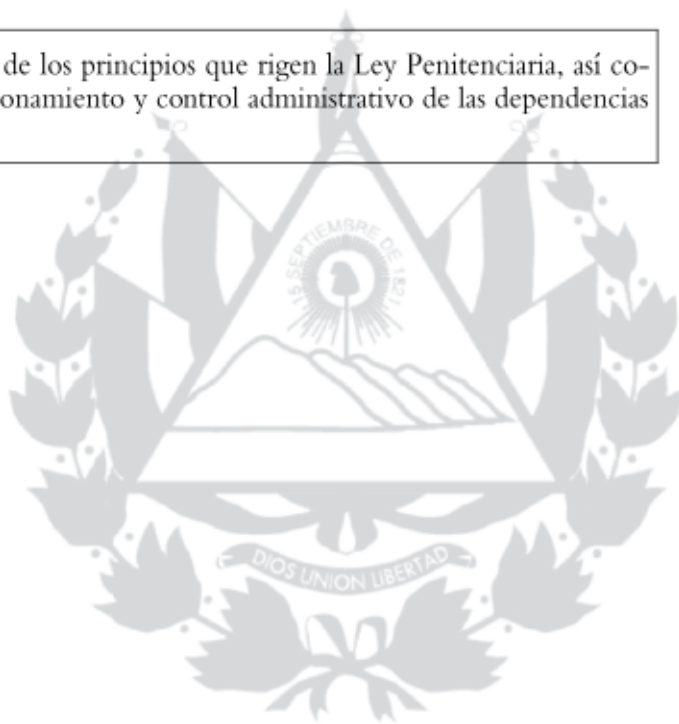 de los principios que rigen la Ley Penitenciaria, así co-
onamiento y control administrativo de las dependencias
15 SEPTIEMBRE DE 1821
DIOS UNION LIBERTAD